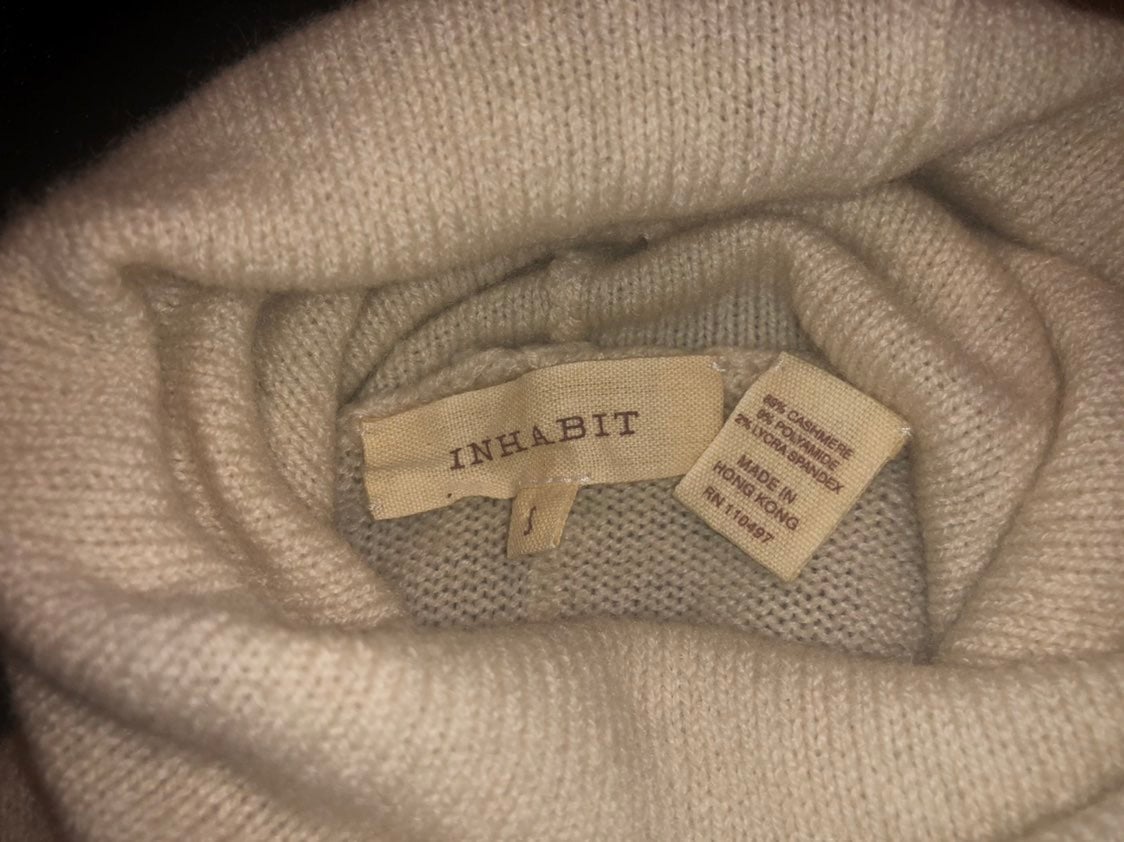 INHABIT
S
CASHMERE
POLYAMIDE
2% LYCRA SPANDEX
MADE IN
HONG KONG
RN 110497